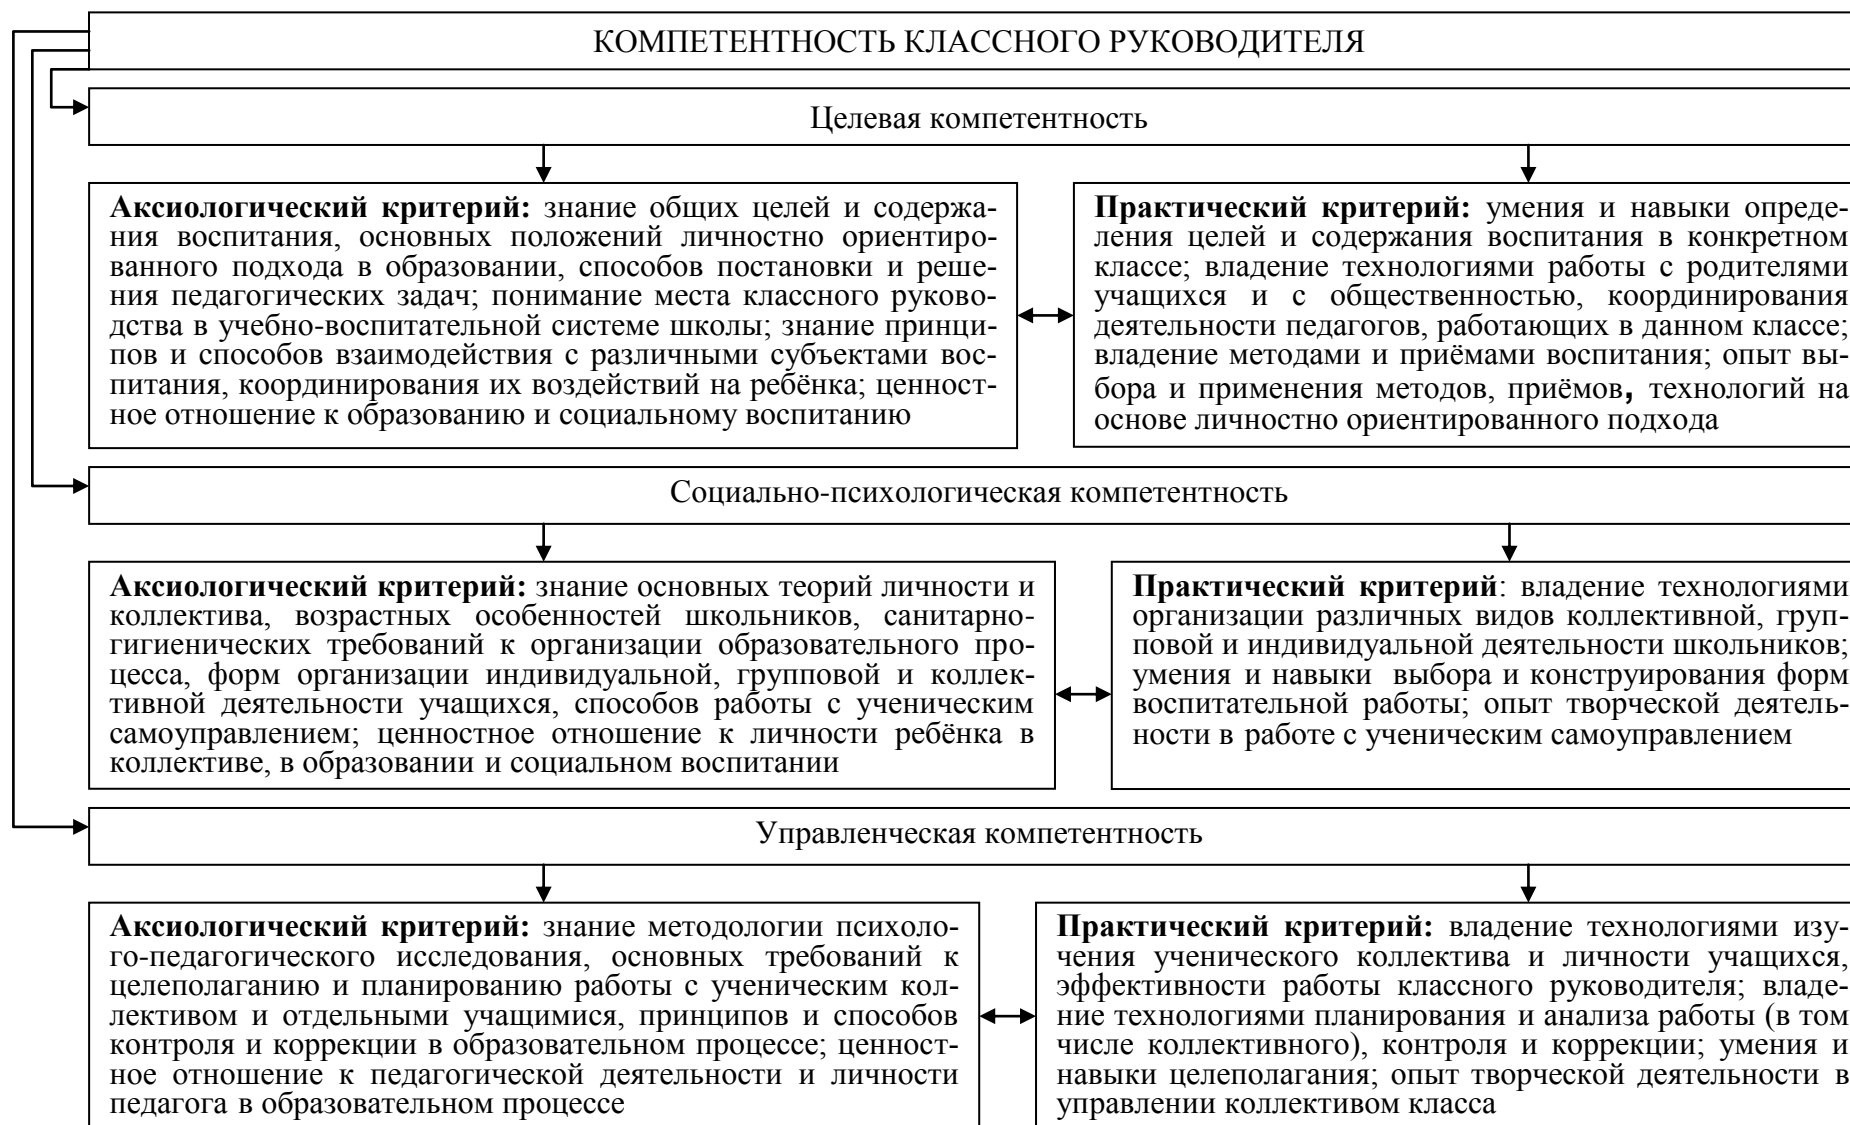 КОМПЕТЕНТНОСТЬ КЛАССНОГО РУКОВОДИТЕЛЯ
Целевая компетентность
Аксиологический критерий: знание общих целей и содержа-
ния воспитания, основных положений личностно ориентиро-
ванного подхода в образовании, способов постановки и реше-
ния педагогических задач; понимание места классного руково-
дства в учебно-воспитательной системе школы; знание принци-
пов и способов взаимодействия с различными субъектами вос-
питания, координирования их воздействий на ребёнка; ценност-
ное отношение к образованию и социальному воспитанию
Практический критерий: умения и навыки опреде-
ления целей и содержания воспитания в конкретном
классе; владение технологиями работы с родителями
учащихся и с общественностью, координирования
деятельности педагогов, работающих в данном классе;
владение методами и приёмами воспитания; опыт вы-
бора и применения методов, приёмов, технологий на
основе личностно ориентированного подхода
Социально-психологическая компетентность
Аксиологический критерий: знание основных теорий личности и
коллектива, возрастных особенностей школьников, санитарно-
гигиенических требований к организации образовательного про-
цесса, форм организации индивидуальной, групповой и коллек-
тивной деятельности учащихся, способов работы с ученическим
самоуправлением; ценностное отношение к личности ребёнка в
коллективе, в образовании и социальном воспитании
Практический критерий: владение технологиями
организации различных видов коллективной, груп-
повой и индивидуальной деятельности школьников;
умения и навыки выбора и конструирования форм
воспитательной работы; опыт творческой деятель-
ности в работе с ученическим самоуправлением
Управленческая компетентность
Аксиологический критерий: знание методологии психоло-
го-педагогического исследования, основных требований к
целеполаганию и планированию работы с ученическим кол-
лективом и отдельными учащимися, принципов и способов
контроля и коррекции в образовательном процессе; ценност-
ное отношение к педагогической деятельности и личности
педагога в образовательном процессе
Практический критерий: владение технологиями изу-
чения ученического коллектива и личности учащихся,
эффективности работы классного руководителя; владе-
ние технологиями планирования и анализа работы (в том
числе коллективного), контроля и коррекции; умения и
навыки целеполагания; опыт творческой деятельности в
управлении коллективом класса